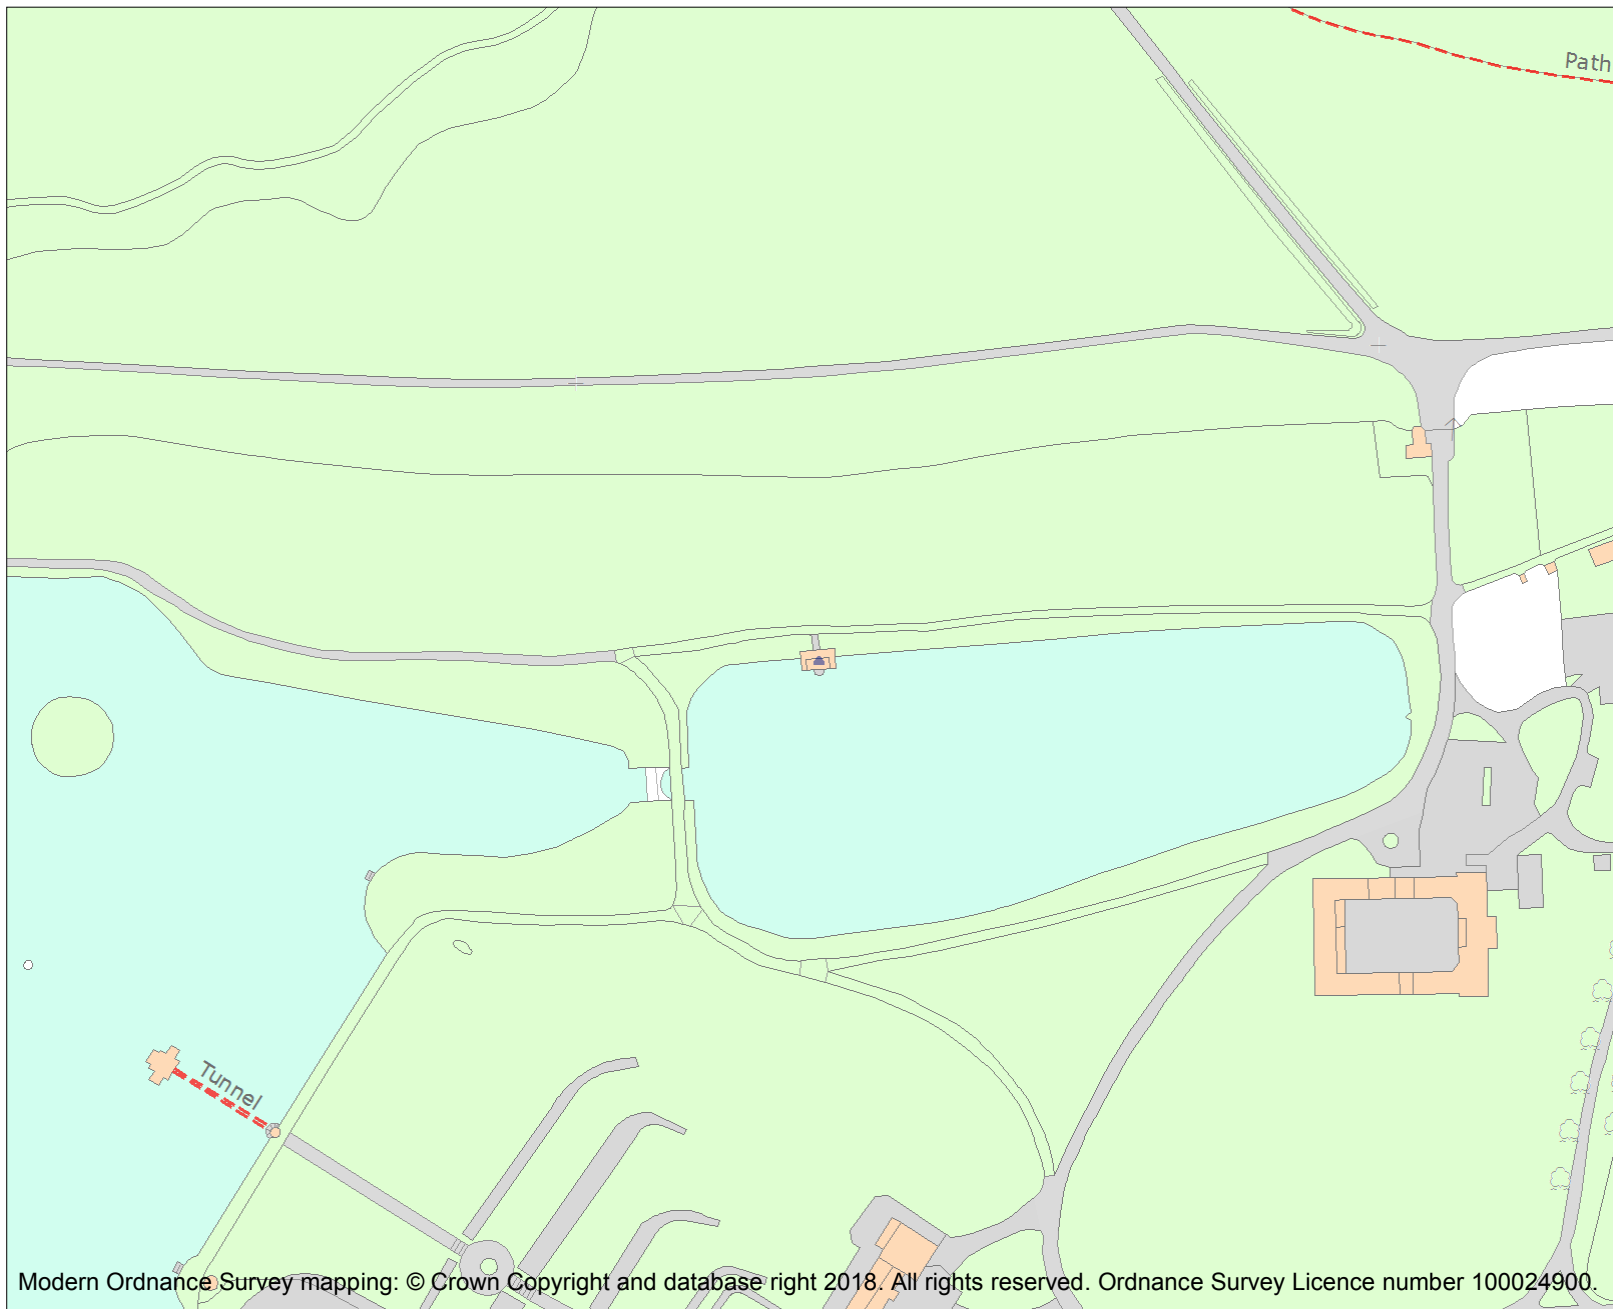 Path
Tunnel
Modern Ordnance Survey mapping: © Crown Copyright and database right 2018. All rights reserved. Ordnance Survey Licence number 100024900.